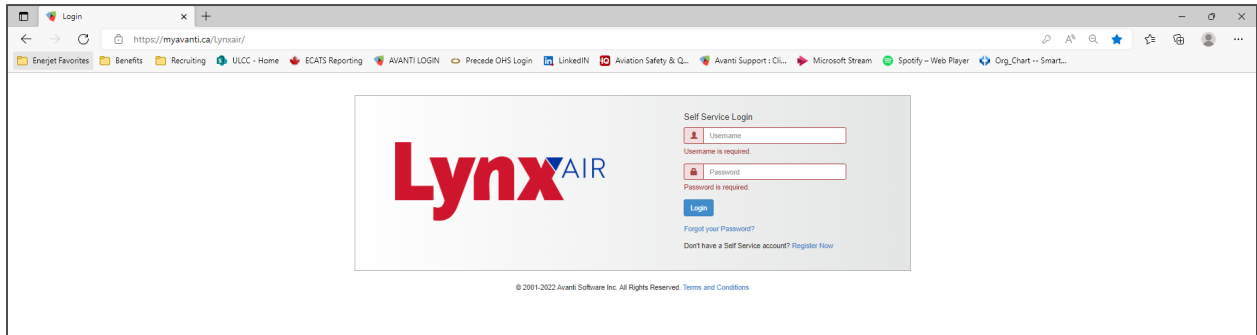 Login
https://myavanti.ca/Lynxair/
Enerjet Favorites Benefits Recruiting ULCC - Home ECATS Reporting AVANTI LOGIN Precede OHS Login LinkedIN Aviation Safety & Q... Avanti Support : Cli... Microsoft Stream Spotify – Web Player Org_Chart -- Smart...
Lynx AIR
Self Service Login
Username
Username is required.
Password
Password is required.
Login
Forgot your Password?
Don't have a Self Service account? Register Now
© 2001-2022 Avanti Software Inc. All Rights Reserved. Terms and Conditions